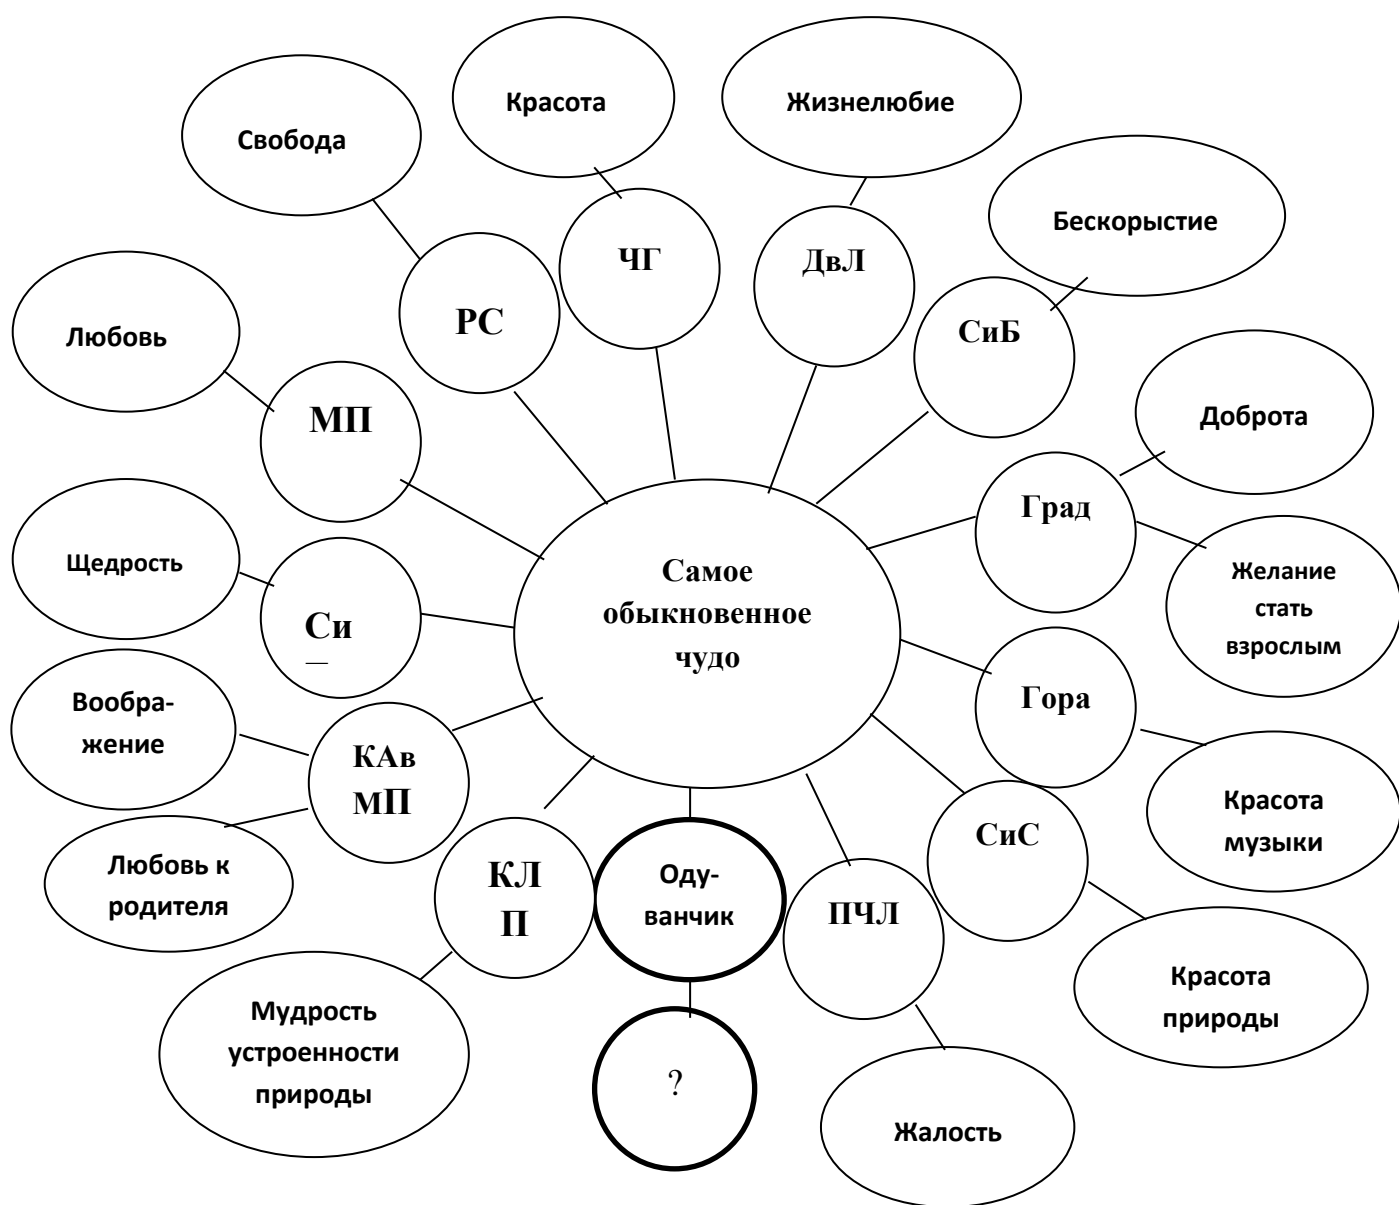 Красота
Жизнелюбие
Свобода
Бескорыстие
ЧГ
ДвЛ
РС
СиБ
Любовь
МП
Доброта
Град
Самое
обыкновенное
чудо
Щедрость
Си
Желание
стать
взрослым
Гора
Вообра-
жение
КАв
МП
Красота
музыки
СиС
Любовь к
родителя
КЛ
П
Оду-
ванчик
ПЧЛ
Красота
природы
Мудрость
устроенности
природы
?
Жалость